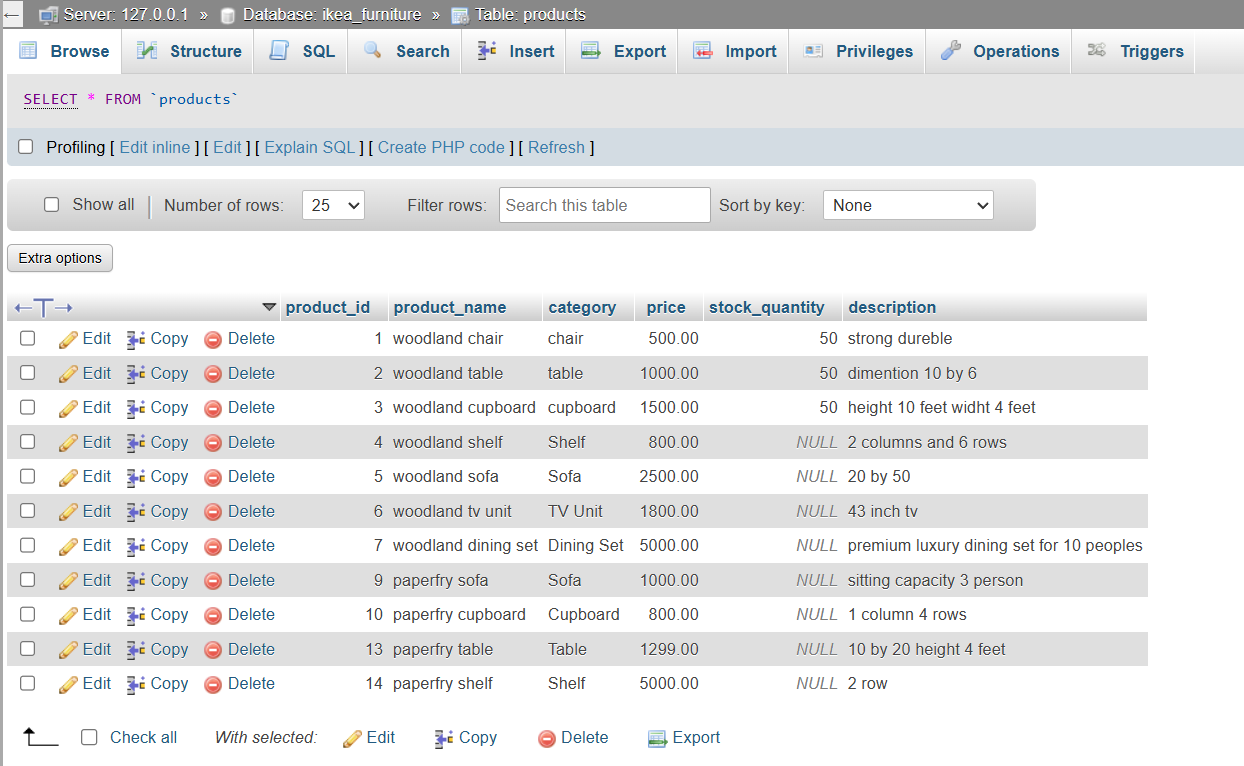 Server: 127.0.0.1 » Database: ikea_furniture » Table: products
Browse Structure SQL Search Insert Export Import Privileges Operations Triggers
SELECT * FROM `products`
Profiling [ Edit inline ] [ Edit ] [ Explain SQL ] [ Create PHP code ] [ Refresh ]
Show all Number of rows: 25 Filter rows: Search this table Sort by key: None
Extra options
product_id product_name category price stock_quantity description
Edit Copy Delete 1 woodland chair chair 500.00 50 strong dureble
Edit Copy Delete 2 woodland table table 1000.00 50 dimention 10 by 6
Edit Copy Delete 3 woodland cupboard cupboard 1500.00 50 height 10 feet widht 4 feet
Edit Copy Delete 4 woodland shelf Shelf 800.00 NULL 2 columns and 6 rows
Edit Copy Delete 5 woodland sofa Sofa 2500.00 NULL 20 by 50
Edit Copy Delete 6 woodland tv unit TV Unit 1800.00 NULL 43 inch tv
Edit Copy Delete 7 woodland dining set Dining Set 5000.00 NULL premium luxury dining set for 10 peoples
Edit Copy Delete 9 paperfry sofa Sofa 1000.00 NULL sitting capacity 3 person
Edit Copy Delete 10 paperfry cupboard Cupboard 800.00 NULL 1 column 4 rows
Edit Copy Delete 13 paperfry table Table 1299.00 NULL 10 by 20 height 4 feet
Edit Copy Delete 14 paperfry shelf Shelf 5000.00 NULL 2 row
Check all With selected: Edit Copy Delete Export